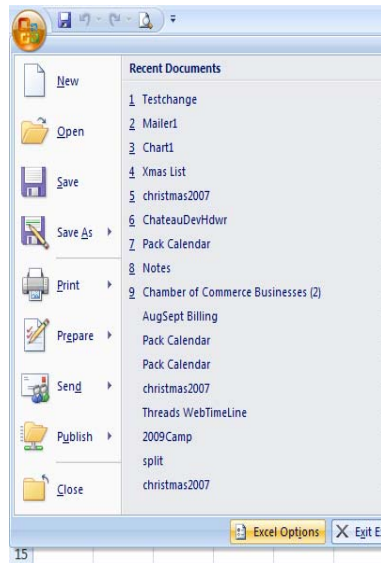 New
Open
Save
Save As
Print
Prepare
Send
Publish
Close
Recent Documents
1 Testchange
2 Mailer1
3 Chart1
4 Xmas List
5 christmas2007
6 ChateauDevHdwr
7 Pack Calendar
8 Notes
9 Chamber of Commerce Businesses (2)
AugSept Billing
Pack Calendar
Pack Calendar
christmas2007
Threads WebTimeLine
2009Camp
split
christmas2007
Excel Options
Exit E
15